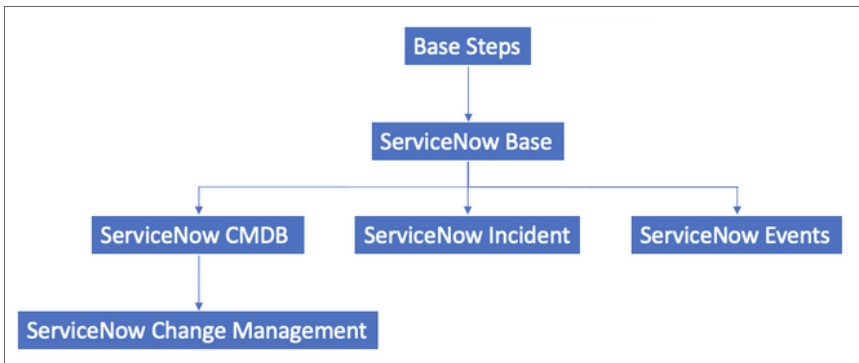 Base Steps
ServiceNow Base
ServiceNow CMDB
ServiceNow Incident
ServiceNow Events
ServiceNow Change Management